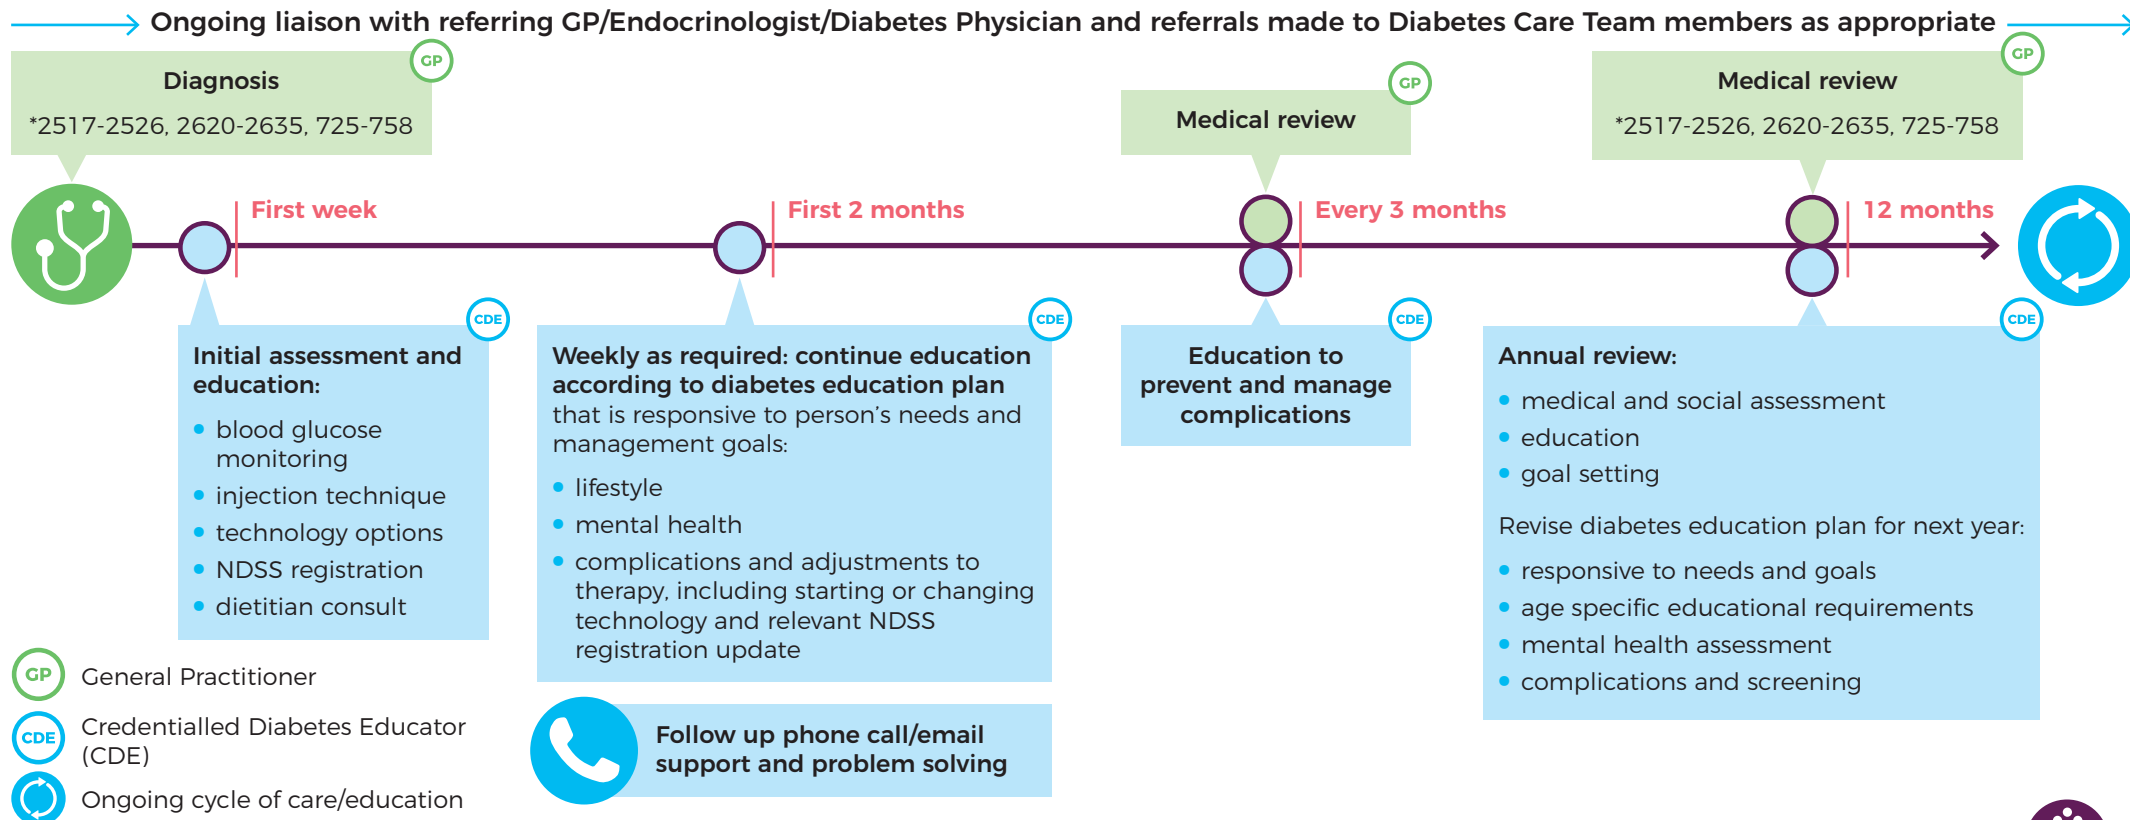 Ongoing liaison with referring GP/Endocrinologist/Diabetes Physician and referrals made to Diabetes Care Team members as appropriate
GP
Diagnosis
*2517-2526, 2620-2635, 725-758
GP
Medical review
GP
Medical review
*2517-2526, 2620-2635, 725-758
First week
First 2 months
Every 3 months
12 months
CDE
Initial assessment and
education:
• blood glucose
monitoring
• injection technique
• technology options
• NDSS registration
• dietitian consult
CDE
Weekly as required: continue education
according to diabetes education plan
that is responsive to person’s needs and
management goals:
• lifestyle
• mental health
• complications and adjustments to
therapy, including starting or changing
technology and relevant NDSS
registration update
Follow up phone call/email
support and problem solving
CDE
Education to
prevent and manage
complications
CDE
Annual review:
• medical and social assessment
• education
• goal setting
Revise diabetes education plan for next year:
• responsive to needs and goals
• age specific educational requirements
• mental health assessment
• complications and screening
GP General Practitioner
CDE Credentialled Diabetes Educator
(CDE)
Ongoing cycle of care/education